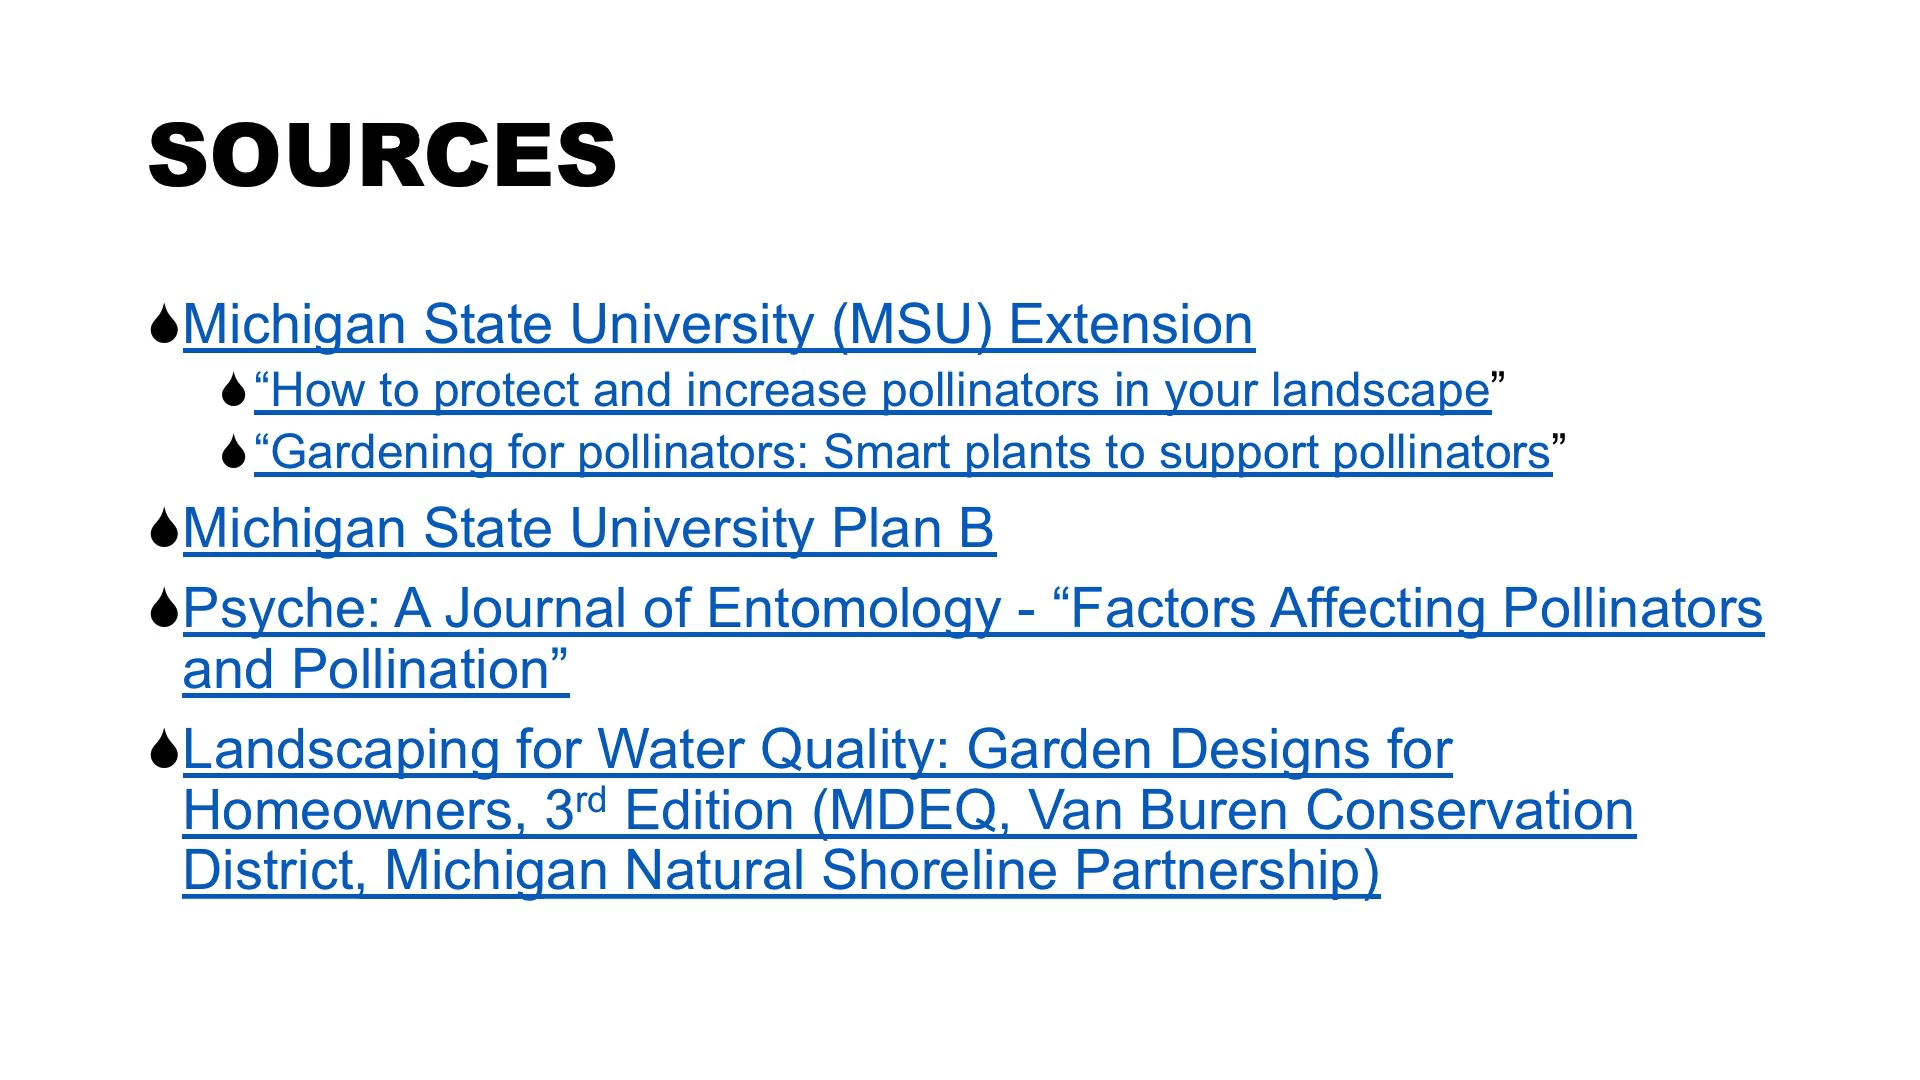 SOURCES
Michigan State University (MSU) Extension
“How to protect and increase pollinators in your landscape”
“Gardening for pollinators: Smart plants to support pollinators”
Michigan State University Plan B
Psyche: A Journal of Entomology - “Factors Affecting Pollinators
and Pollination”
Landscaping for Water Quality: Garden Designs for
Homeowners, 3rd Edition (MDEQ, Van Buren Conservation
District, Michigan Natural Shoreline Partnership)